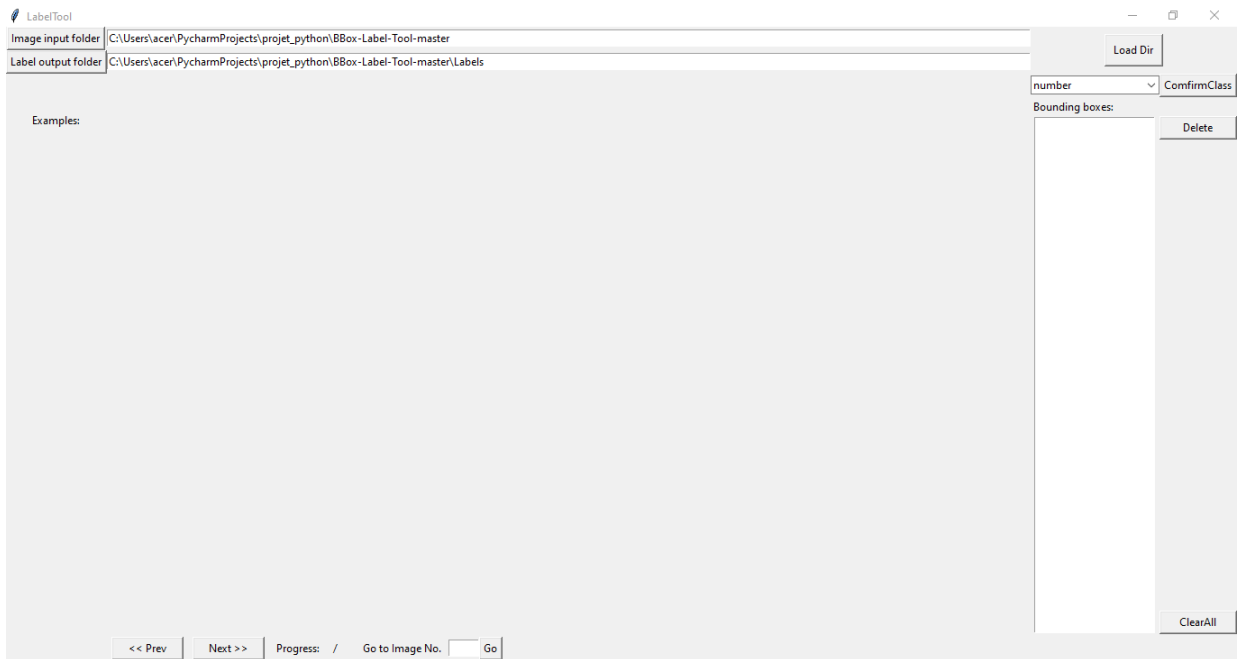 LabelTool
Image input folder C:\Users\acer\PycharmProjects\projet_python\BBox-Label-Tool-master
Load Dir
Label output folder C:\Users\acer\PycharmProjects\projet_python\BBox-Label-Tool-master\Labels
number ComfirmClass
Bounding boxes:
Examples:
Delete
ClearAll
<< Prev Next >> Progress: / Go to Image No. Go